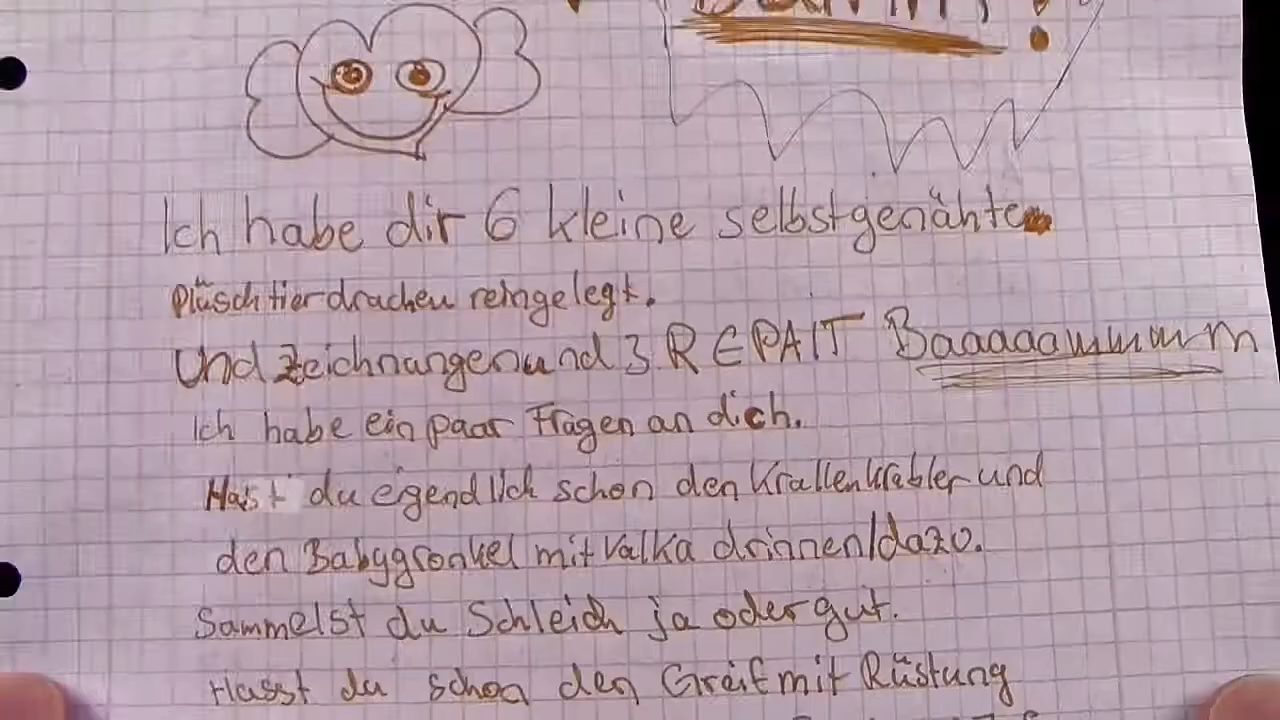 Ich habe dir 6 kleine selbstgenähte
plüschtierdrachen reingelegt.
Und Zeichnungen und 3 REPAIT Baaaaaummmm
Ich habe ein paar Fragen an dich.
Hast du eigendlich schon den Krallenkrabler und
den Babygronkel mit Valka drinnen/dazo.
Sammelst du Schleich ja oder gut.
Hasst du schon den Greif mit Rüstung